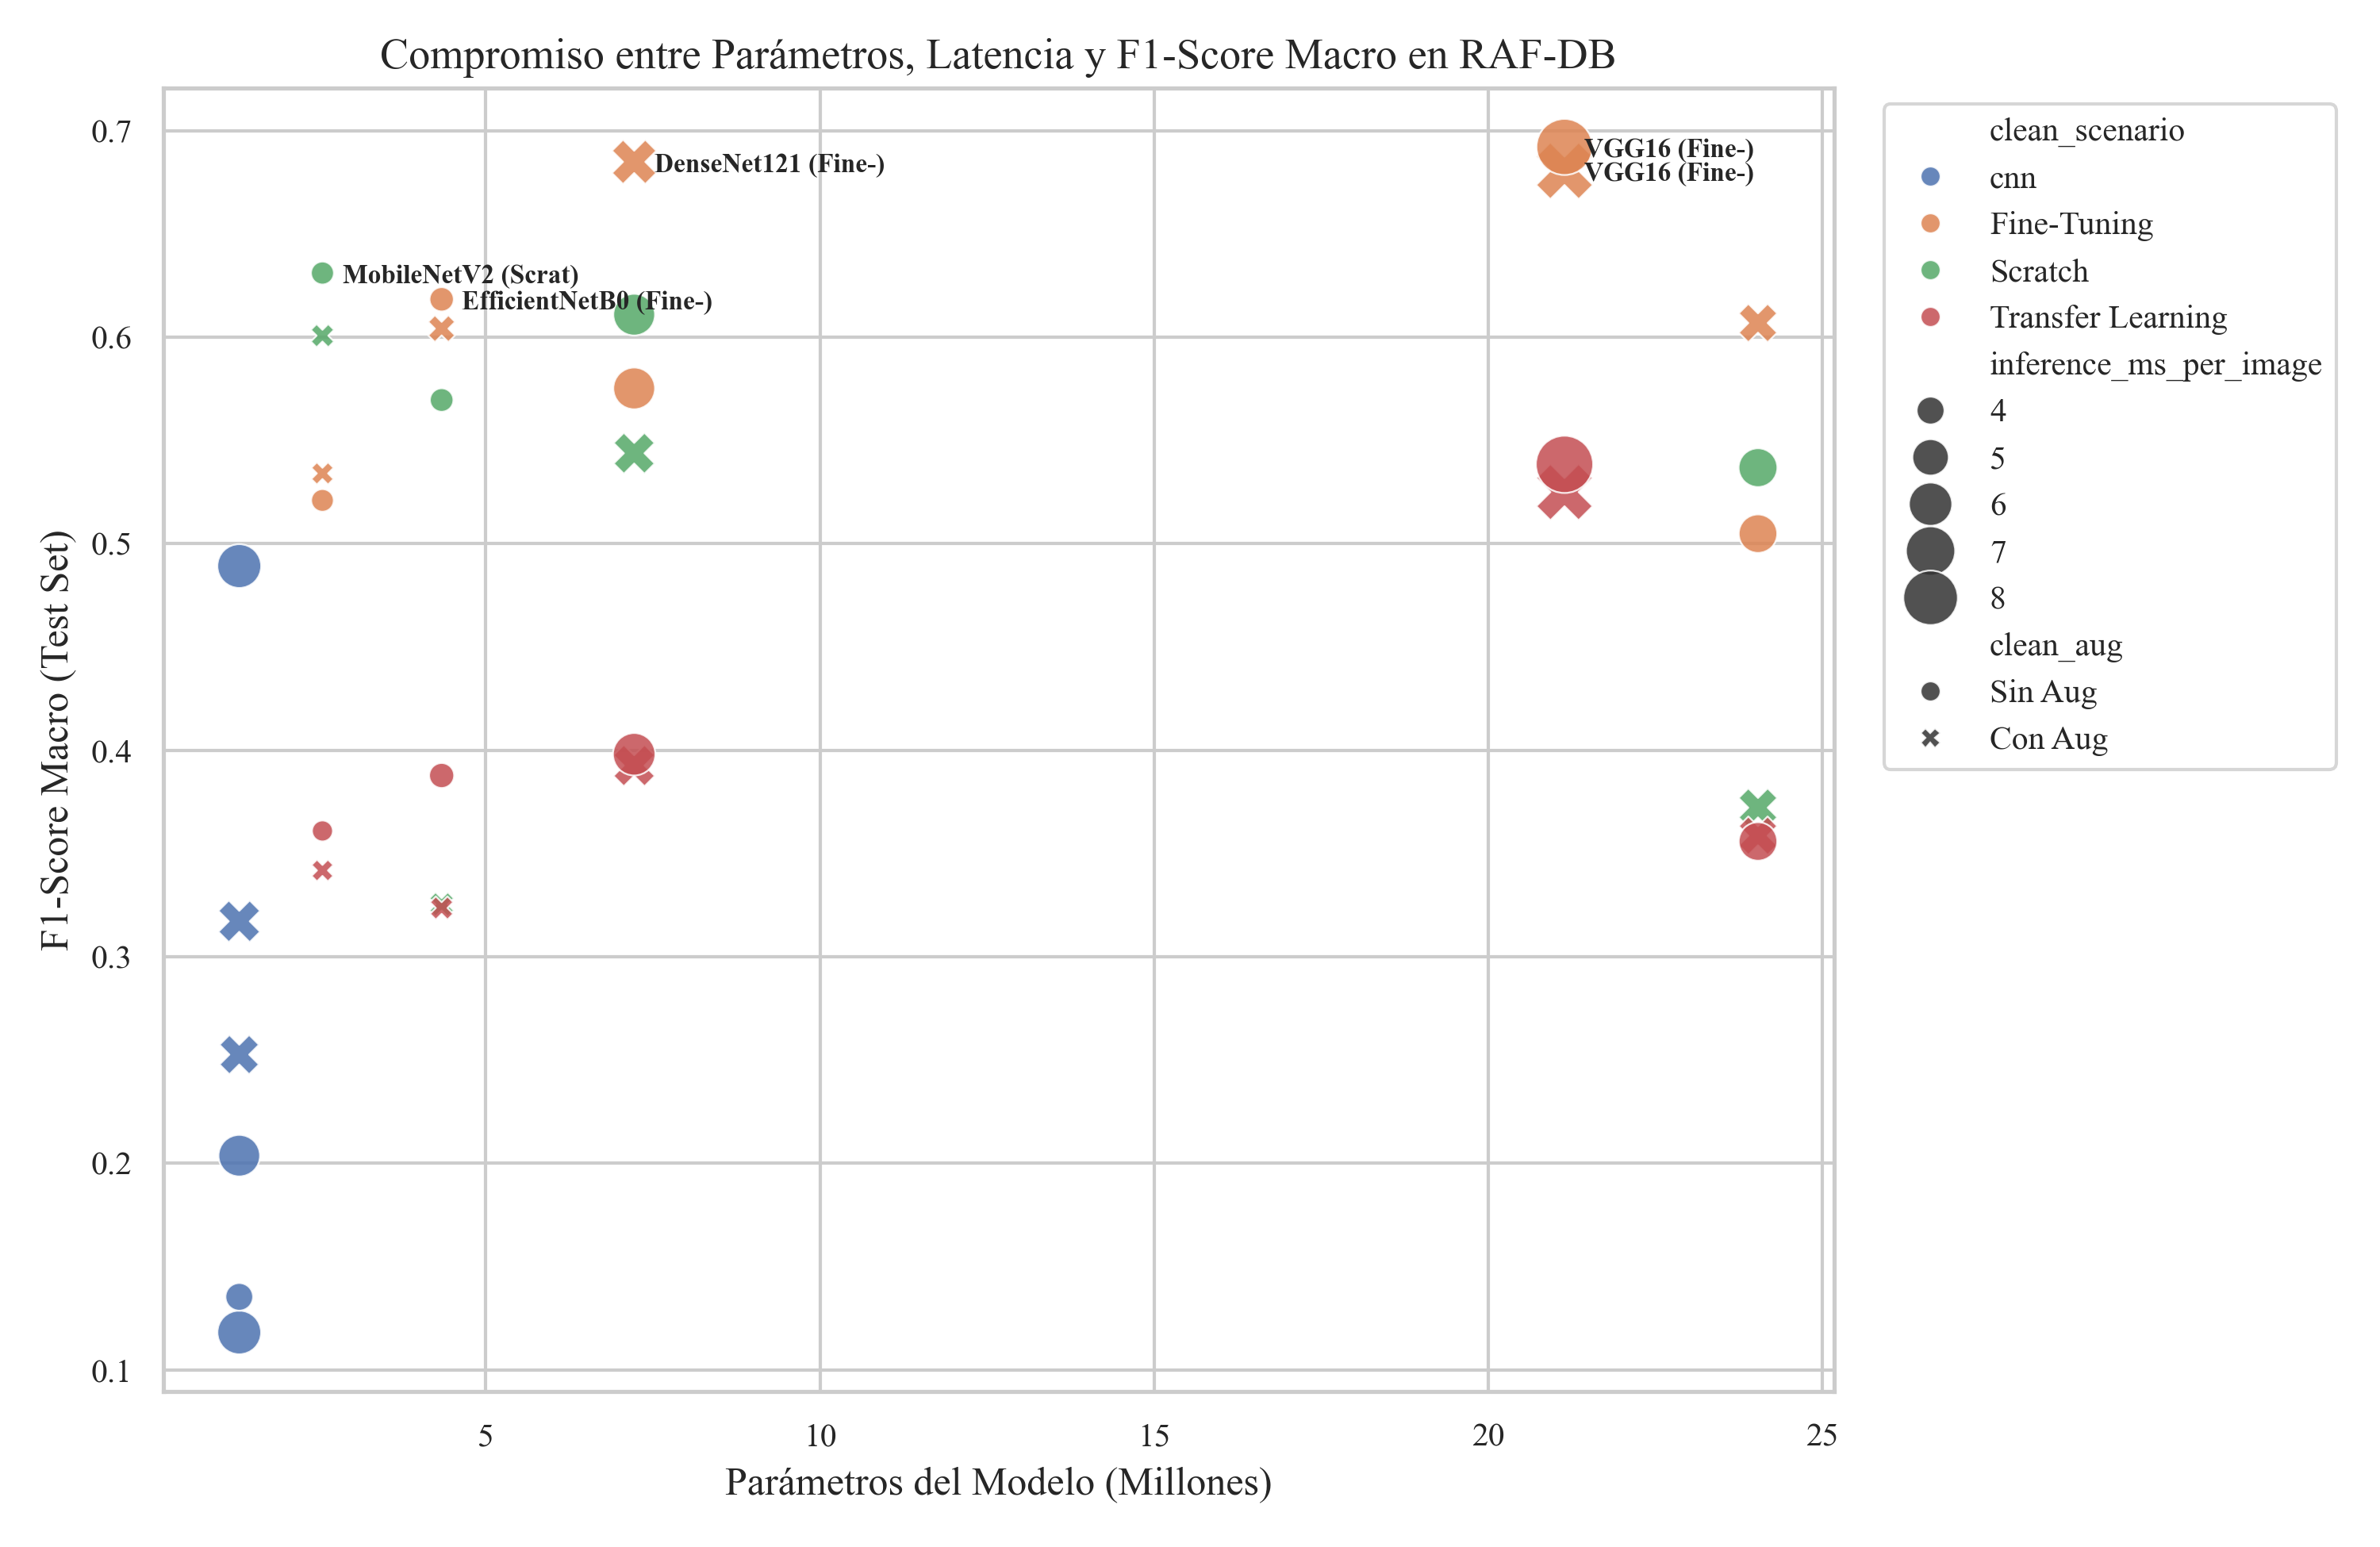 Compromiso entre Parámetros, Latencia y F1-Score Macro en RAF-DB
F1-Score Macro (Test Set)
0.7
0.6
0.5
0.4
0.3
0.2
0.1
DenseNet121 (Fine-)
VGG16 (Fine-)
VGG16 (Fine-)
MobileNetV2 (Scrat)
EfficientNetB0 (Fine-)
5
10
15
20
25
Parámetros del Modelo (Millones)
clean_scenario
cnn
Fine-Tuning
Scratch
Transfer Learning
inference_ms_per_image
4
5
6
7
8
clean_aug
Sin Aug
Con Aug